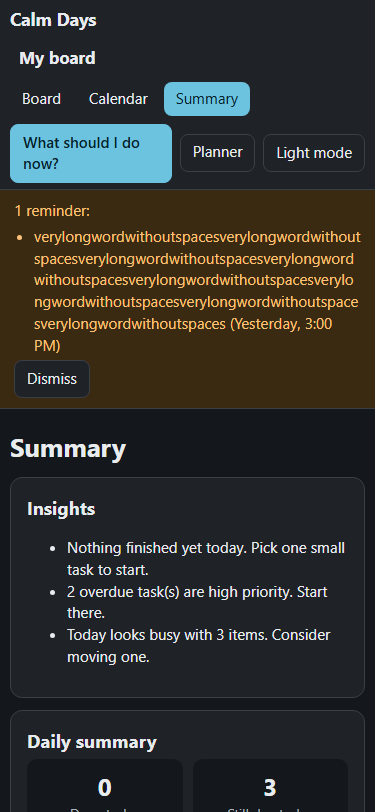 Calm Days
My board
Board Calendar Summary
What should I do
now?
Planner
Light mode
1 reminder:
• verylongwordwithoutspacesverylongwordwithout
spacesverylongwordwithoutspacesverylongword
withoutspacesverylongwordwithoutspacesverylo
ngwordwithoutspacesverylongwordwithoutspace
sverylongwordwithoutspaces (Yesterday, 3:00
PM)
Dismiss
Summary
Insights
• Nothing finished yet today. Pick one small
task to start.
• 2 overdue task(s) are high priority. Start
there.
• Today looks busy with 3 items. Consider
moving one.
Daily summary
0 3